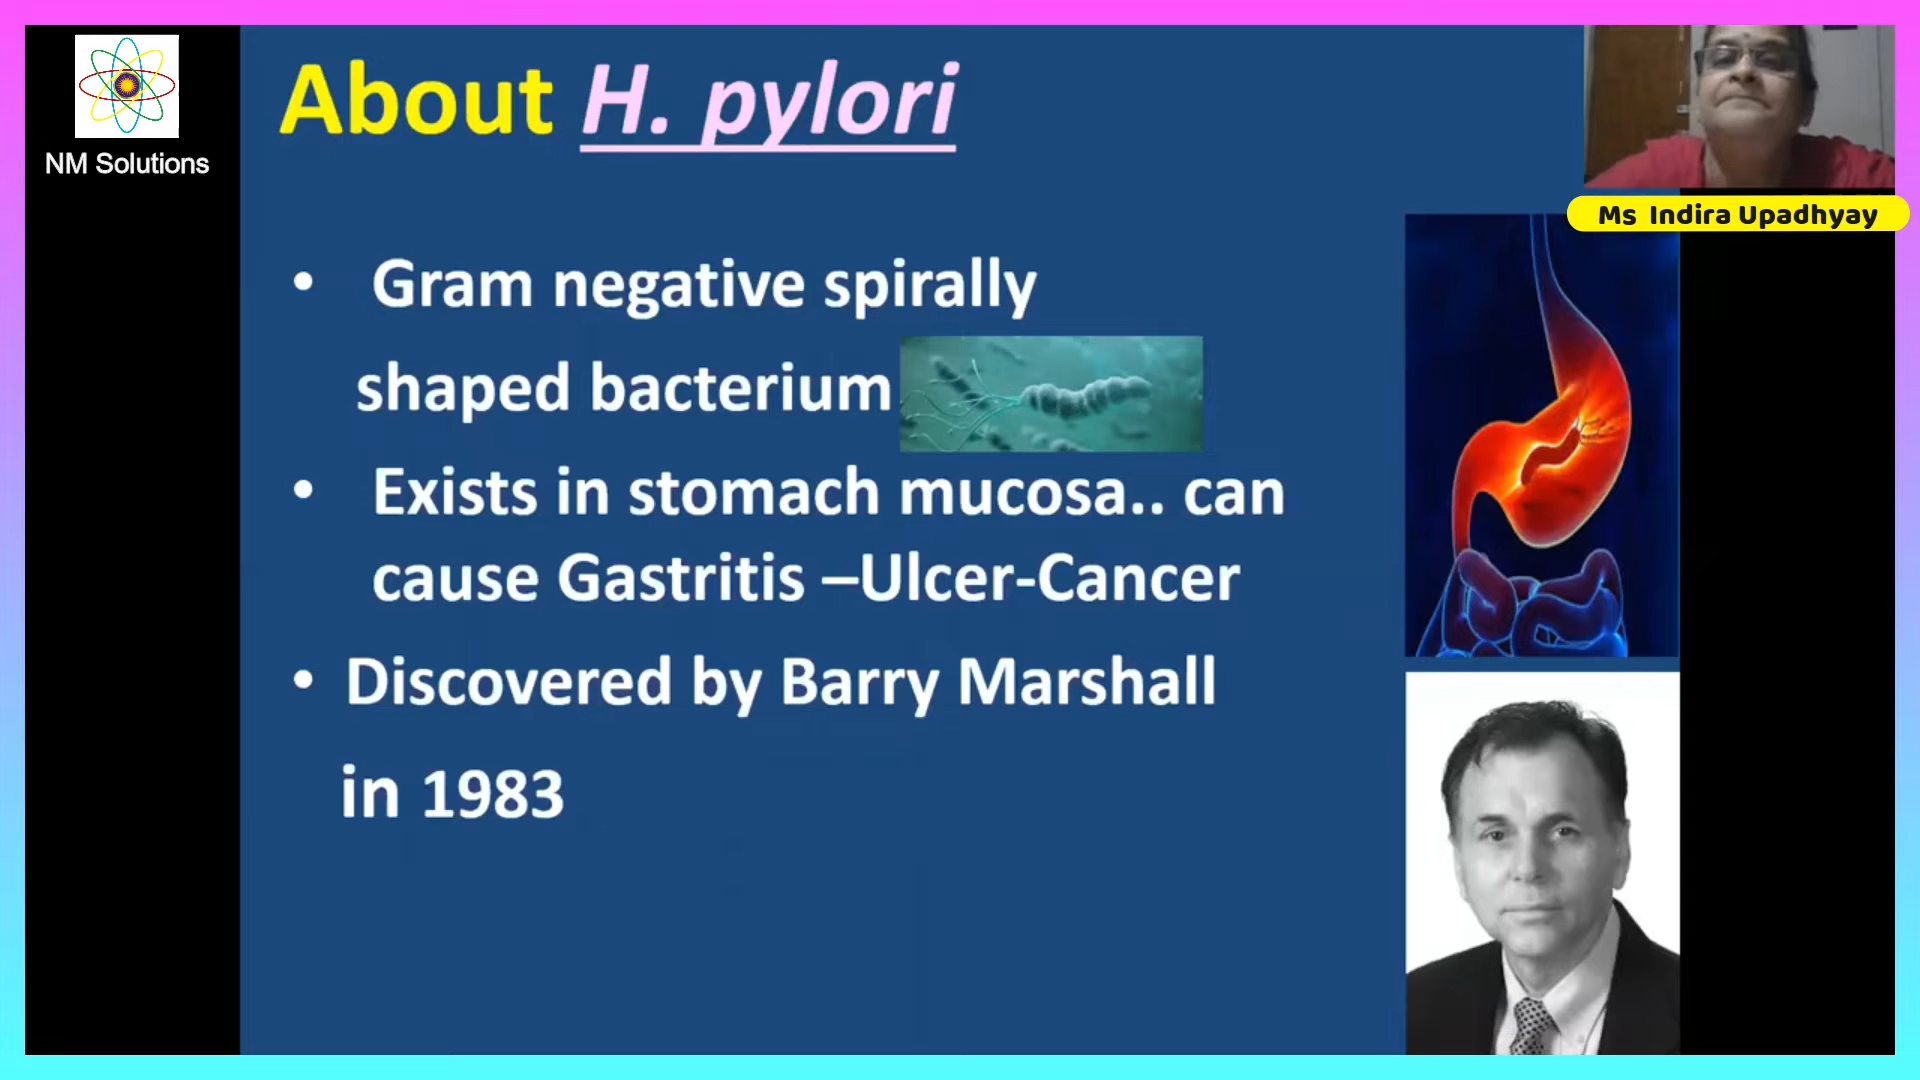 NM Solutions
About H. pylori
Ms Indira Upadhyay
• Gram negative spirally
shaped bacterium
• Exists in stomach mucosa.. can
cause Gastritis –Ulcer-Cancer
• Discovered by Barry Marshall
in 1983